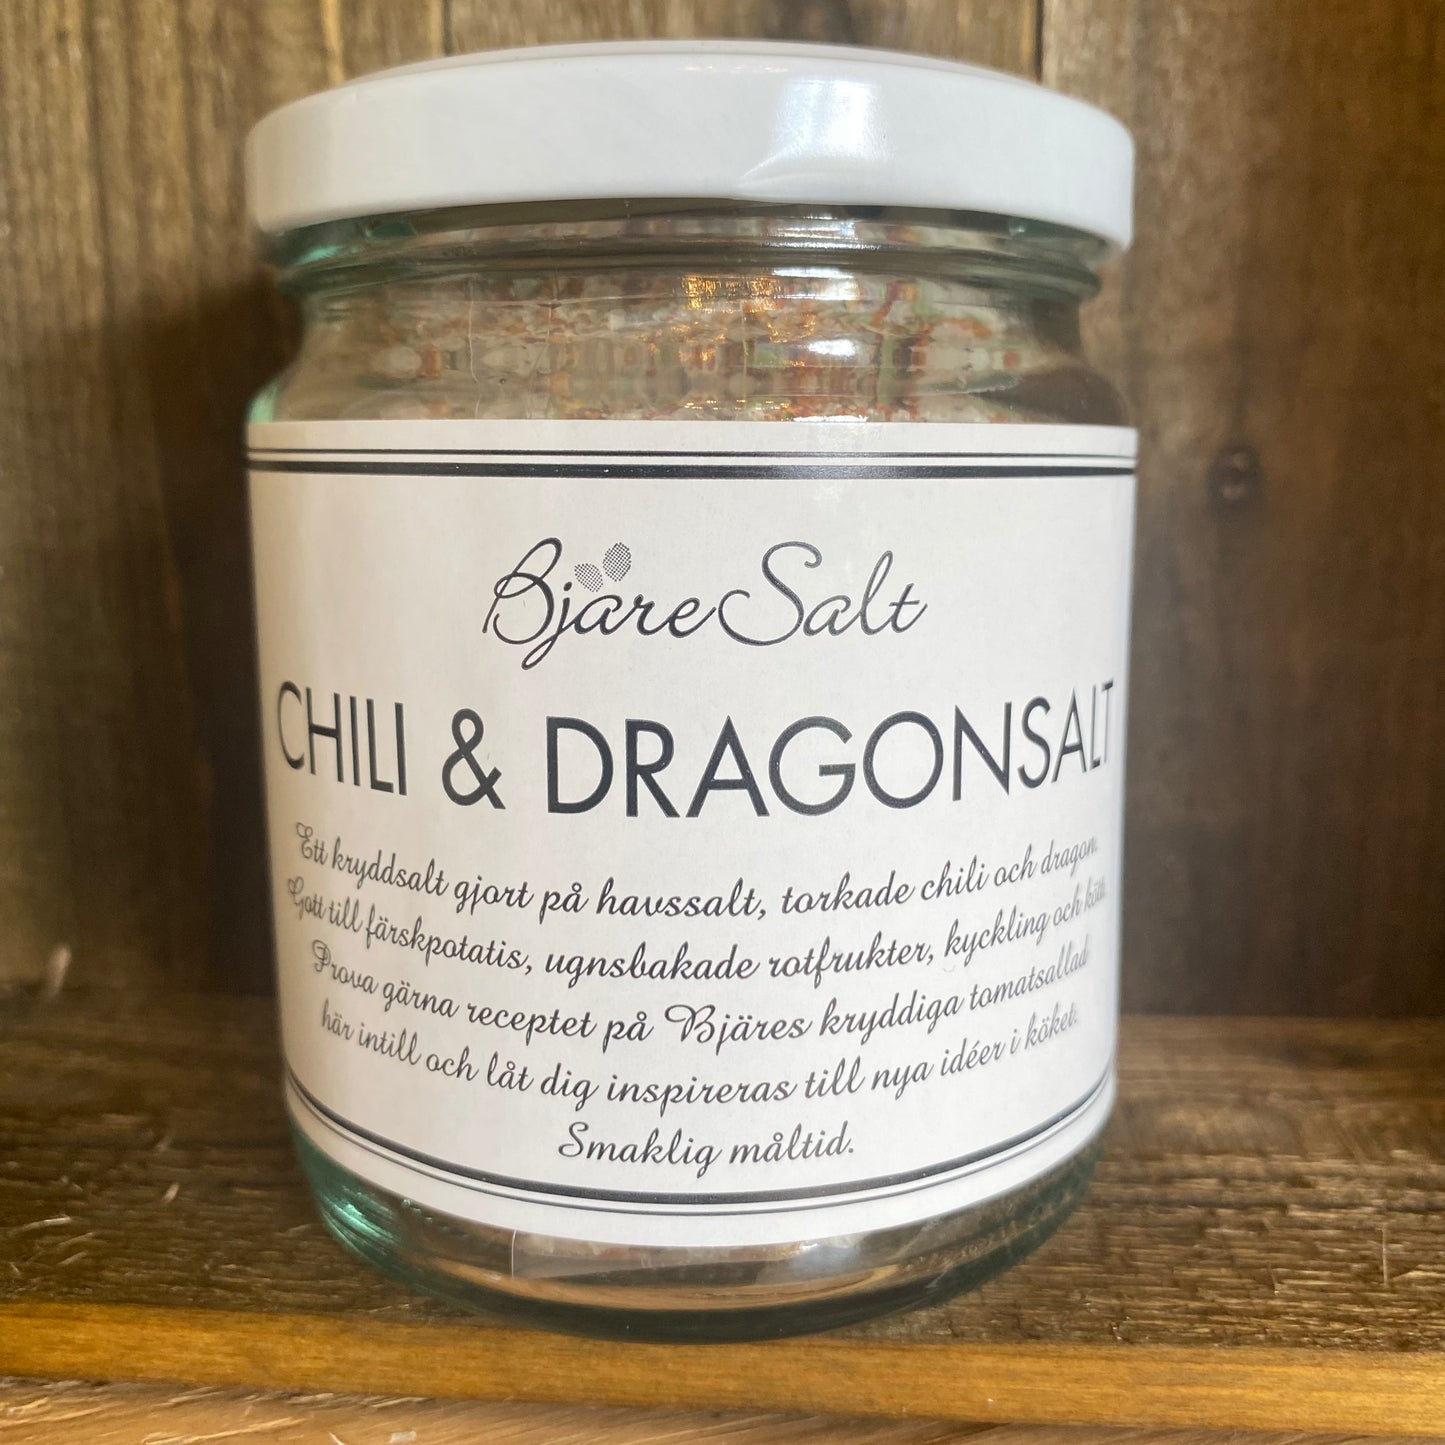 Bjäre Salt
CHILI & DRAGONSALT
Ett kryddsalt gjort på havssalt, torkade chili och dragon.
Gott till färskpotatis, ugnsbakade rotfrukter, kyckling och kött.
Prova gärna receptet på Bjäres kryddiga tomatsallad
här intill och låt dig inspireras till nya idéer i köket.
Smaklig måltid.